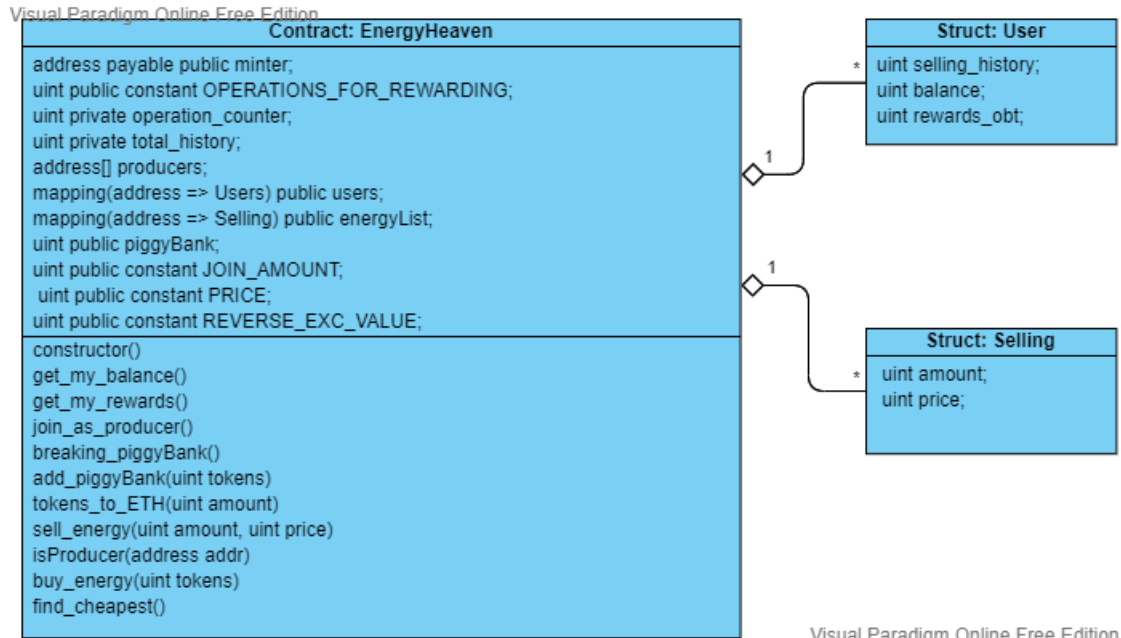 Visual Paradigm Online Free Edition
Contract: EnergyHeaven
address payable public minter;
uint public constant OPERATIONS_FOR_REWARDING;
uint private operation_counter;
uint private total_history;
address[] producers;
mapping(address => Users) public users;
mapping(address => Selling) public energyList;
uint public piggyBank;
uint public constant JOIN_AMOUNT;
uint public constant PRICE;
uint public constant REVERSE_EXC_VALUE;
constructor()
get_my_balance()
get_my_rewards()
join_as_producer()
breaking_piggyBank()
add_piggyBank(uint tokens)
tokens_to_ETH(uint amount)
sell_energy(uint amount, uint price)
isProducer(address addr)
buy_energy(uint tokens)
find_cheapest()
1
*
Struct: User
uint selling_history;
uint balance;
uint rewards_obt;
1
*
Struct: Selling
uint amount;
uint price;
Visual Paradigm Online Free Edition